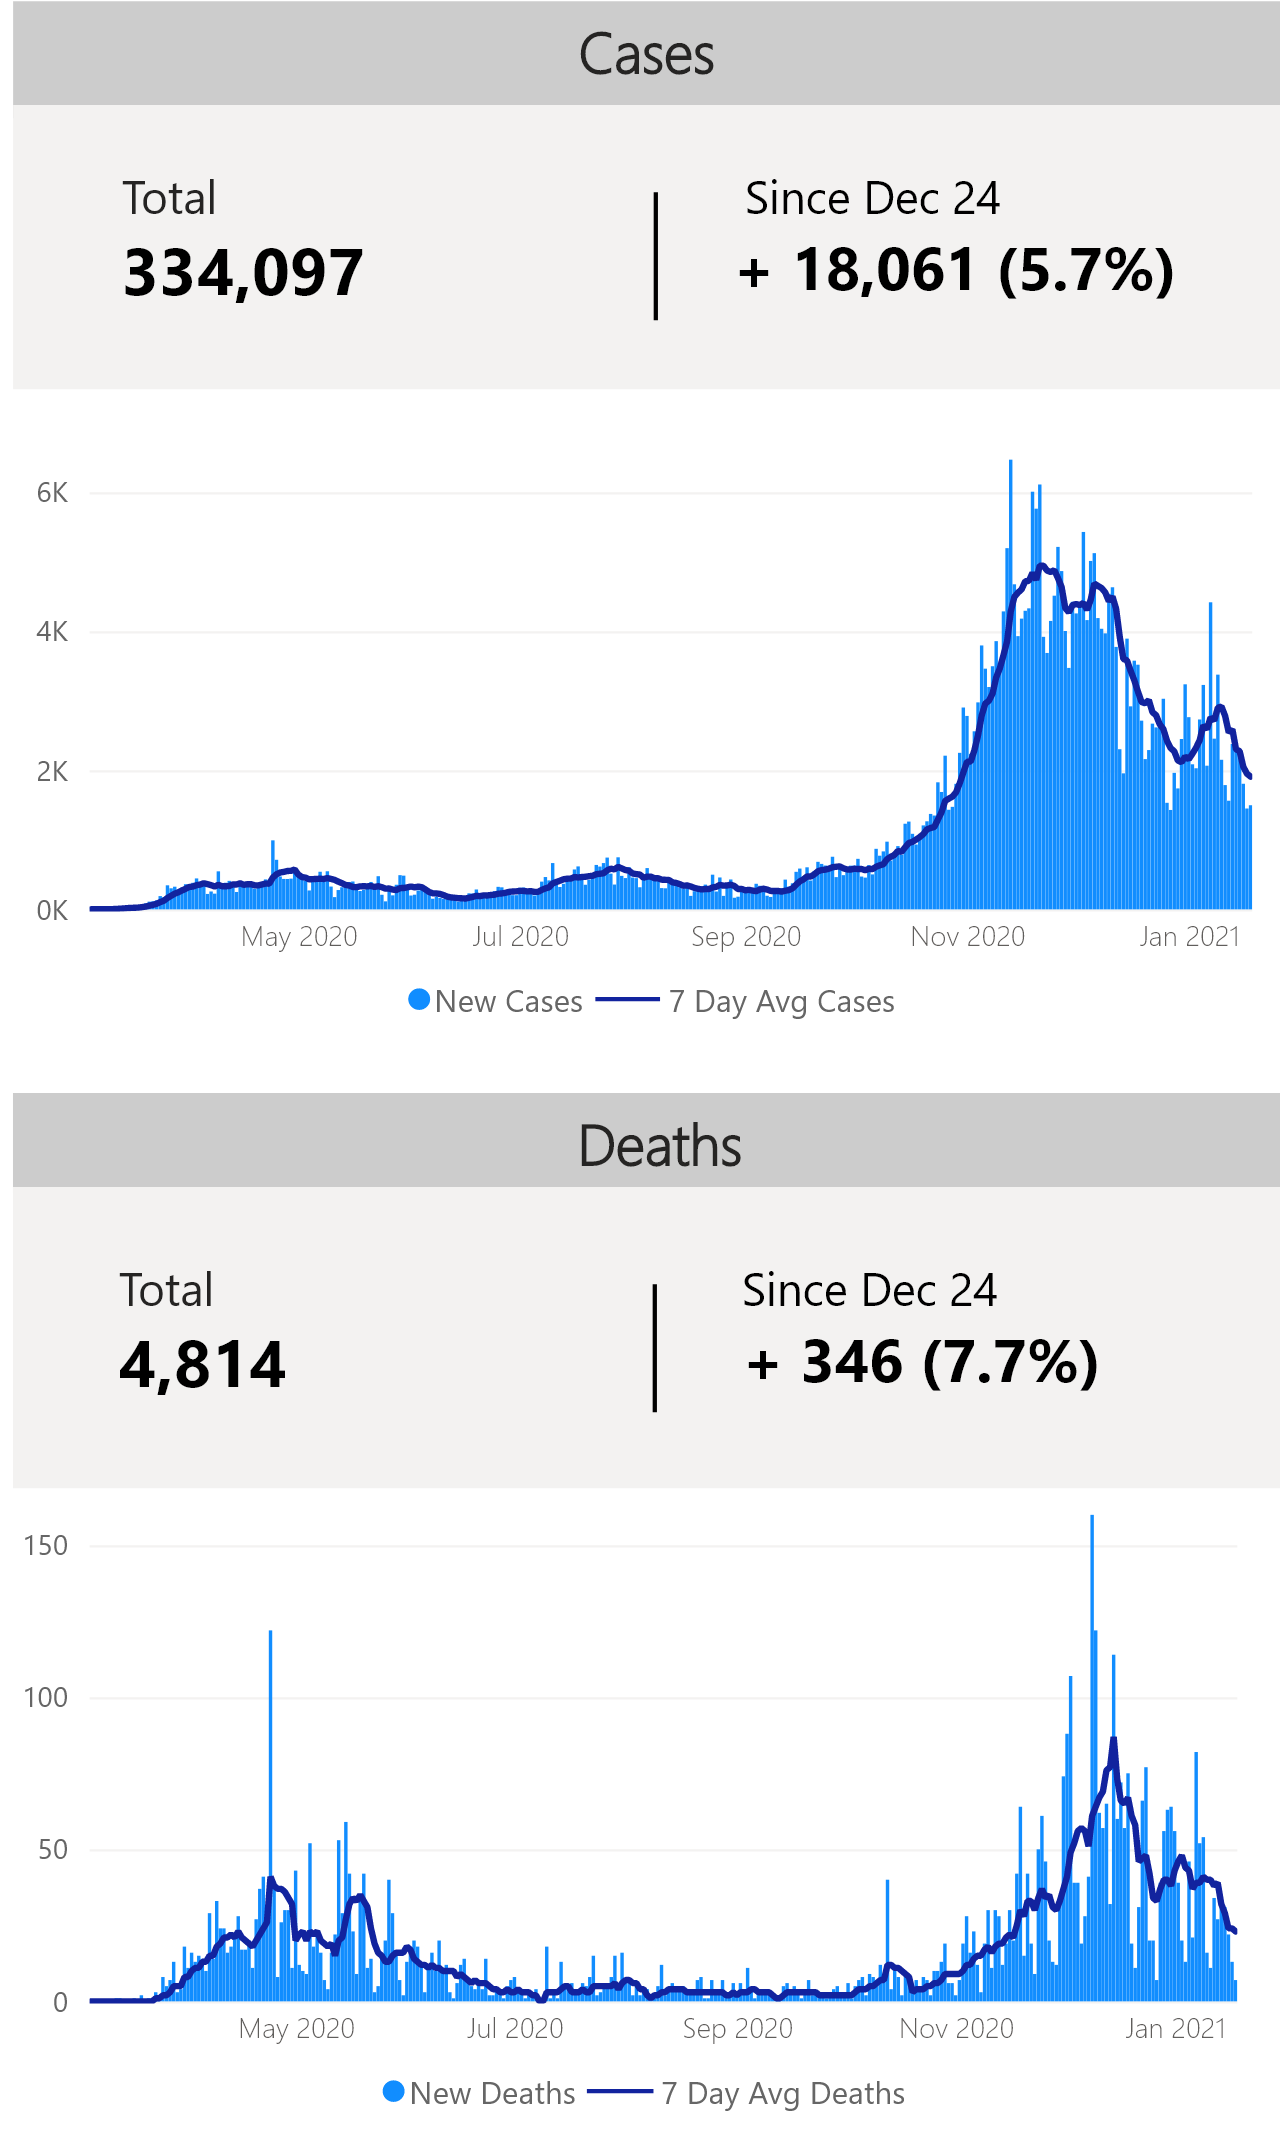 Cases
Total
Since Dec 24
334,097
+ 18,061 (5.7%)
6K
4K
2K
0K
May 2020
Jul 2020
Sep 2020
Nov 2020
Jan 2021
New Cases
7 Day Avg Cases
Deaths
Total
Since Dec 24
4,814
+ 346 (7.7%)
150
100
50
0
May 2020
Jul 2020
Sep 2020
Nov 2020
Jan 2021
New Deaths
7 Day Avg Deaths